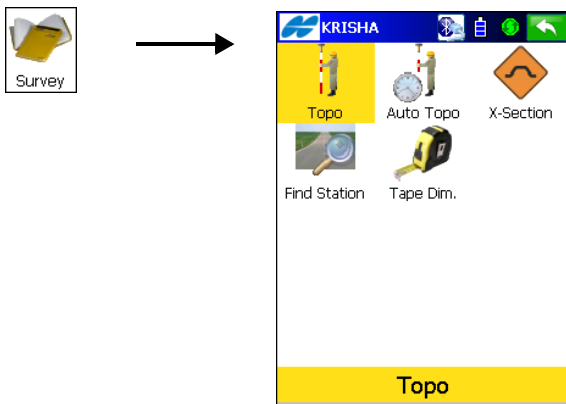 Survey
KRISHA
Topo
Auto Topo
X-Section
Find Station
Tape Dim.
Topo